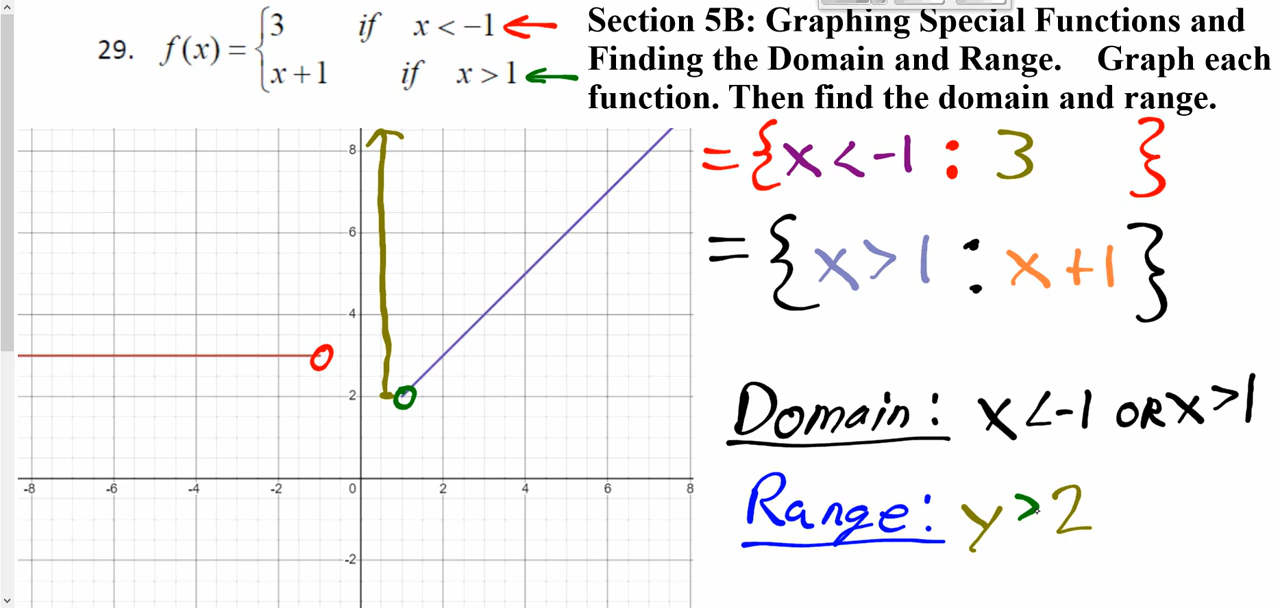 29. f(x) = {3 if x < −1
x + 1 if x > 1
Section 5B: Graphing Special Functions and
Finding the Domain and Range. Graph each
function. Then find the domain and range.
= {x < -1 : 3 }
= {x > 1 : x + 1}
Domain: x < -1 OR x > 1
Range: y > 2
8
6
4
2
-8 -6 -4 -2 0 2 4 6 8
-2